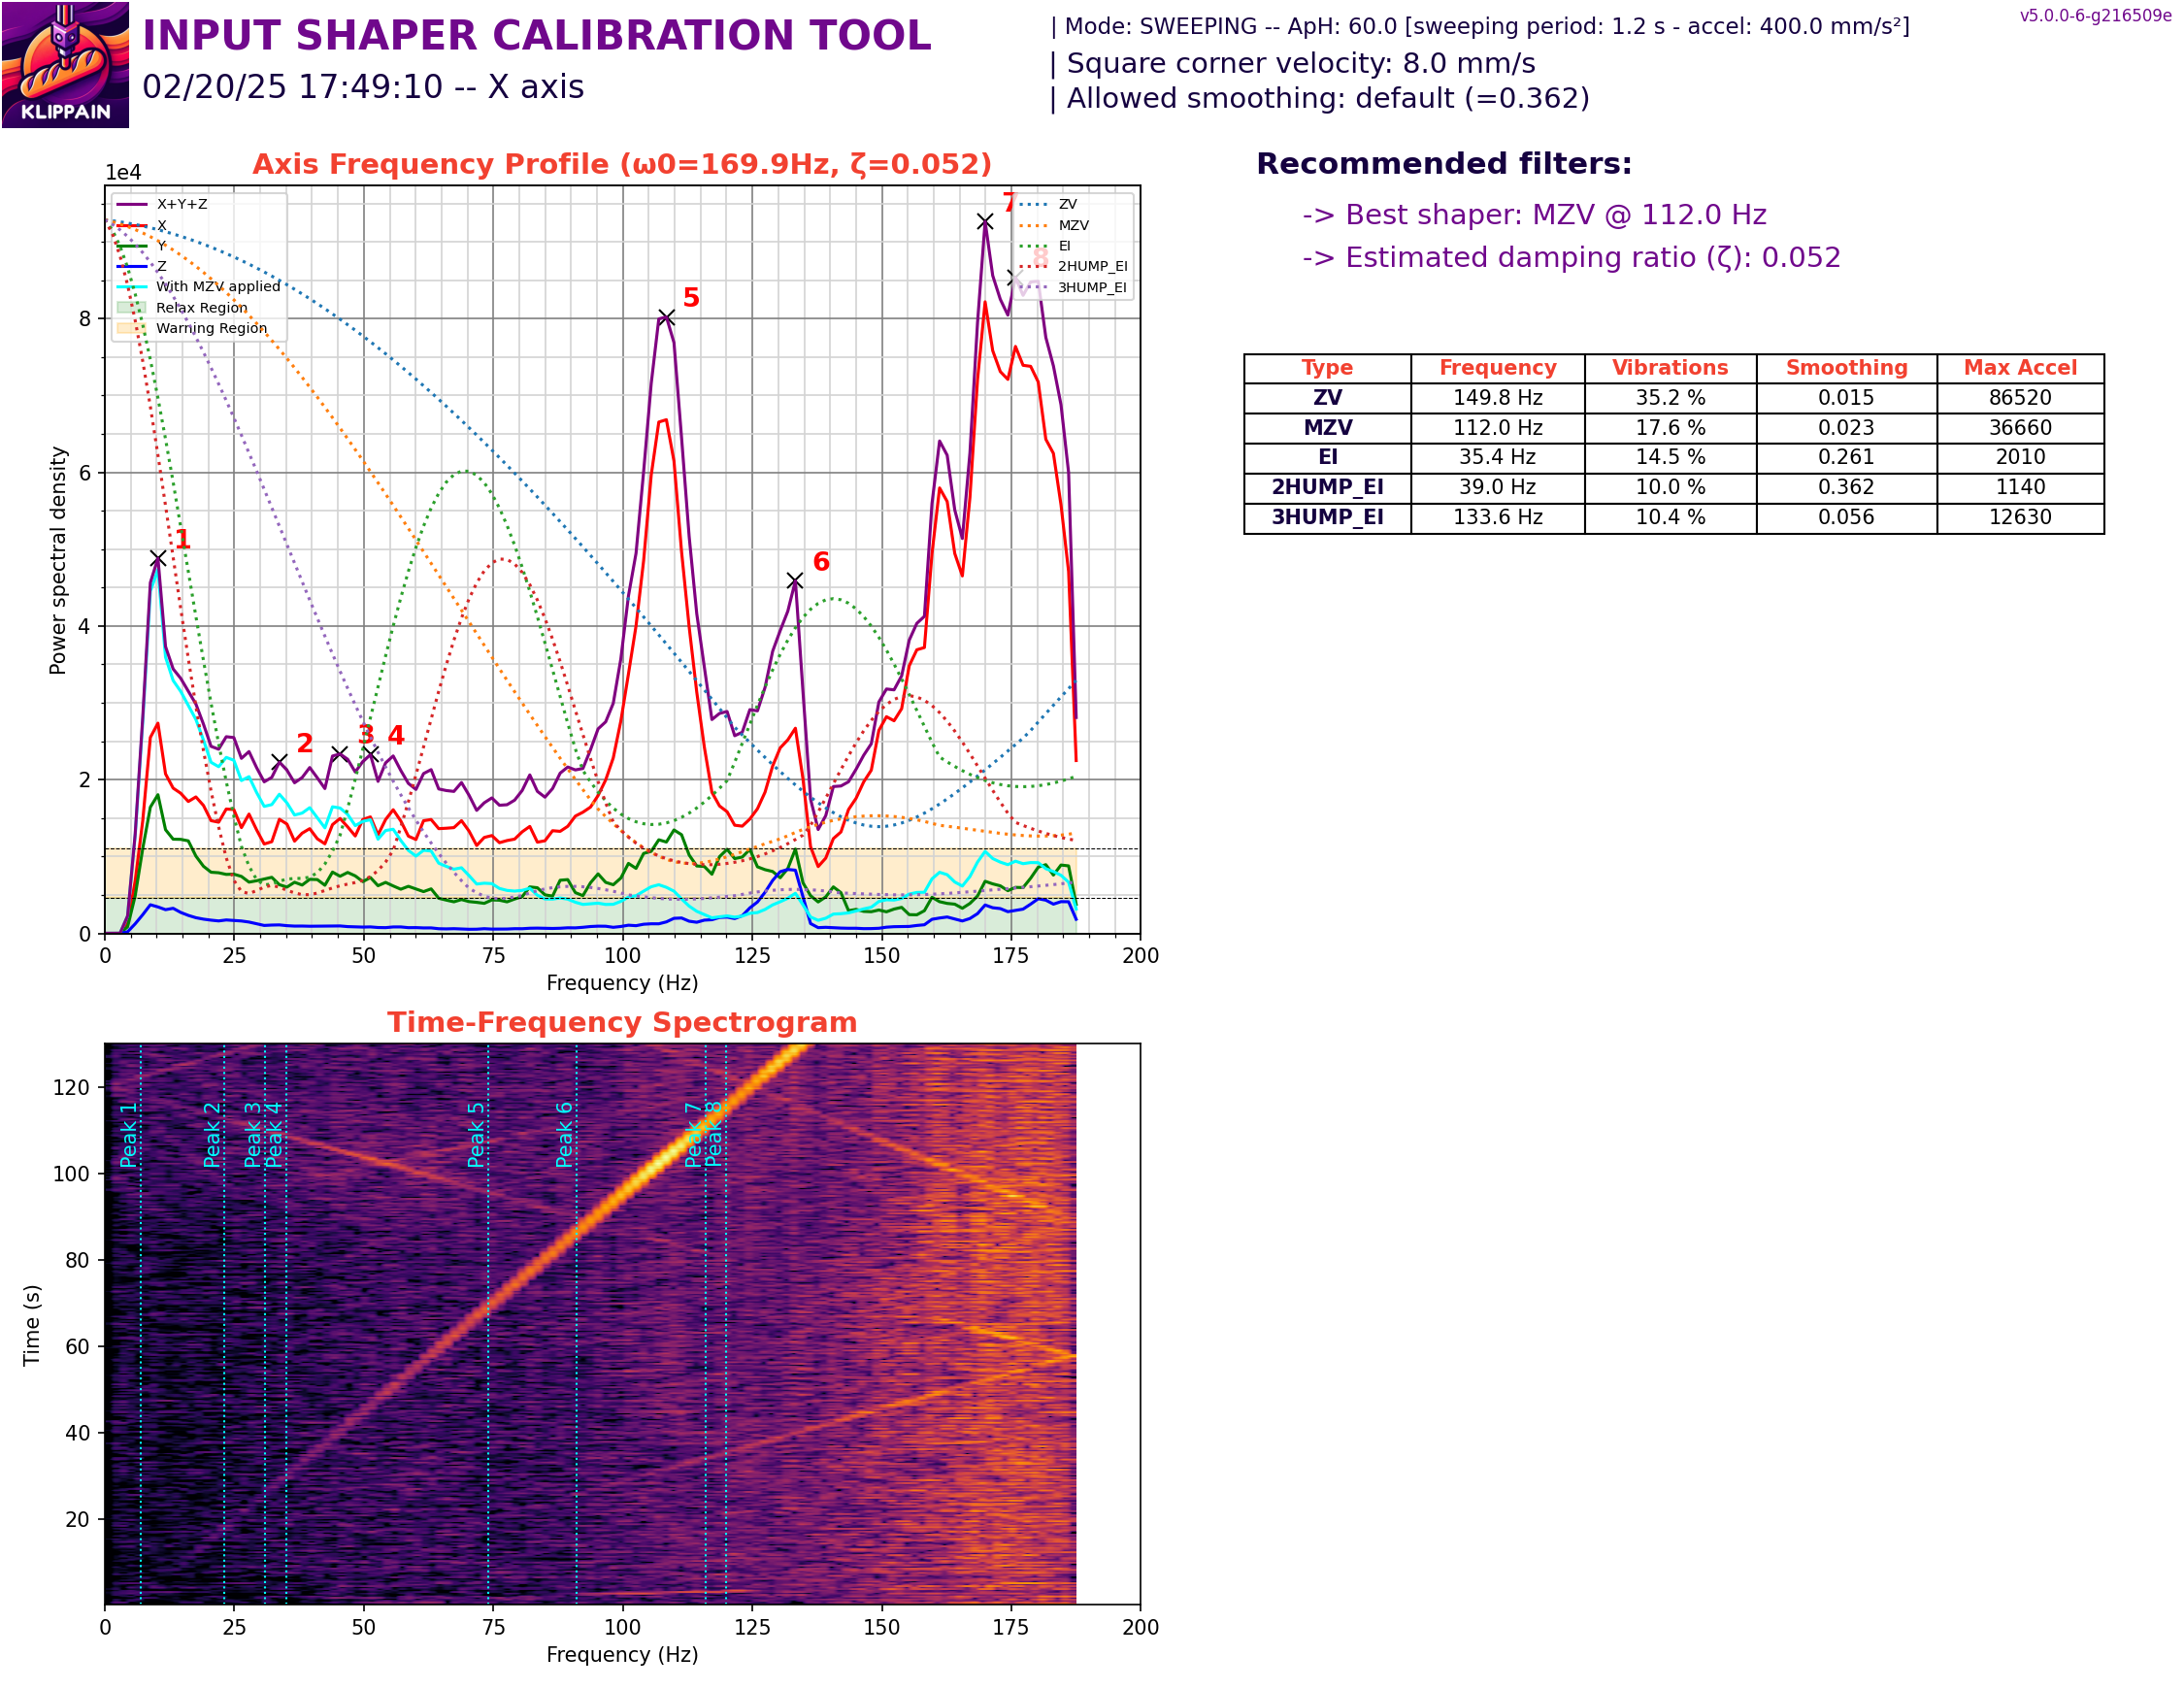 KLIPPAIN
INPUT SHAPER CALIBRATION TOOL
02/20/25 17:49:10 -- X axis
| Mode: SWEEPING -- ApH: 60.0 [sweeping period: 1.2 s - accel: 400.0 mm/s²]
| Square corner velocity: 8.0 mm/s
| Allowed smoothing: default (=0.362)
v5.0.0-6-g216509e
Axis Frequency Profile (ω0=169.9Hz, ζ=0.052)
1e4
X+Y+Z
X
Y
Z
With MZV applied
Relax Region
Warning Region
ZV
MZV
EI
2HUMP_EI
3HUMP_EI
1
2
3
4
5
6
7
8
Power spectral density
8
6
4
2
0
0 25 50 75 100 125 150 175 200
Frequency (Hz)
Recommended filters:
-> Best shaper: MZV @ 112.0 Hz
-> Estimated damping ratio (ζ): 0.052
Type Frequency Vibrations Smoothing Max Accel
ZV 149.8 Hz 35.2 % 0.015 86520
MZV 112.0 Hz 17.6 % 0.023 36660
EI 35.4 Hz 14.5 % 0.261 2010
2HUMP_EI 39.0 Hz 10.0 % 0.362 1140
3HUMP_EI 133.6 Hz 10.4 % 0.056 12630
Time-Frequency Spectrogram
Time (s)
120
100
80
60
40
20
Peak 1
Peak 2
Peak 3
Peak 4
Peak 5
Peak 6
Peak 7
Peak 8
0 25 50 75 100 125 150 175 200
Frequency (Hz)